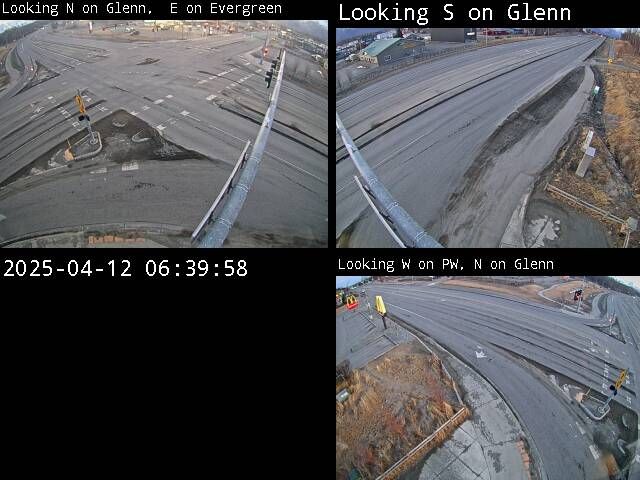 Looking N on Glenn,  E on Evergreen
Looking S on Glenn
2025-04-12 06:39:58
Looking W on PW, N on Glenn